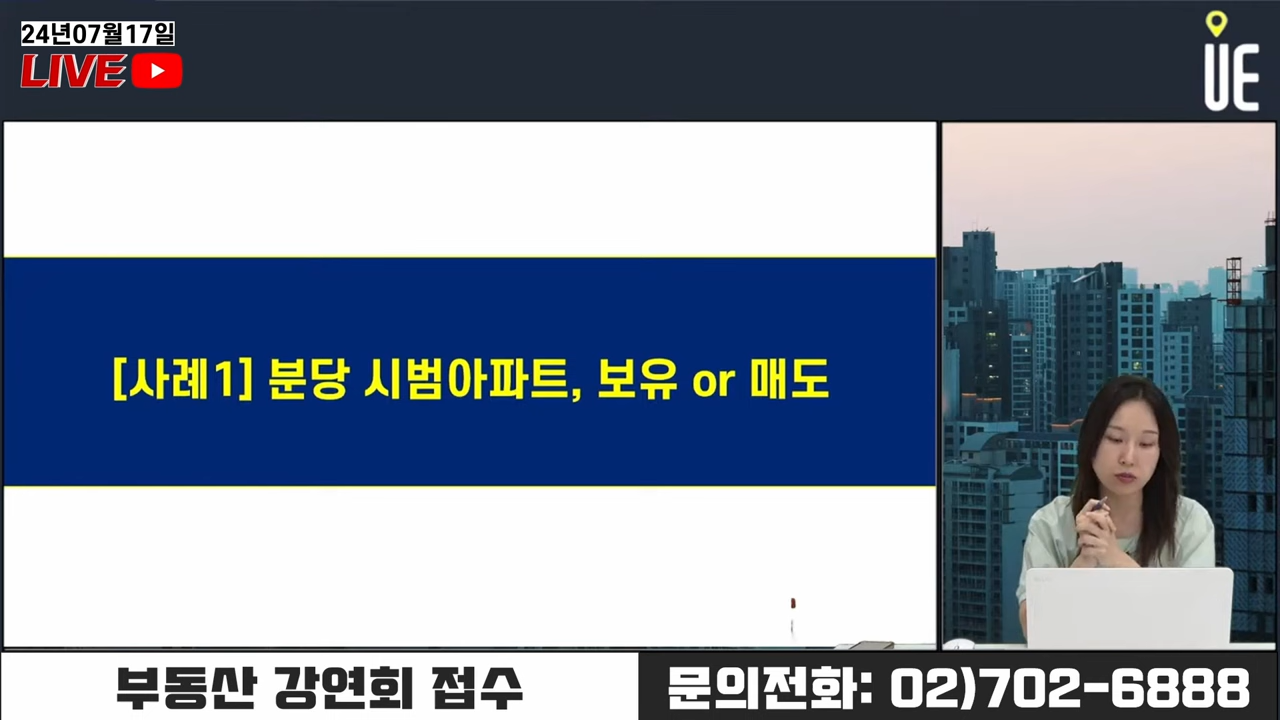 24년07월17일
LIVE
UE
[사례1] 분당 시범아파트, 보유 or 매도
부동산 강연회 접수
문의전화: 02)702-6888